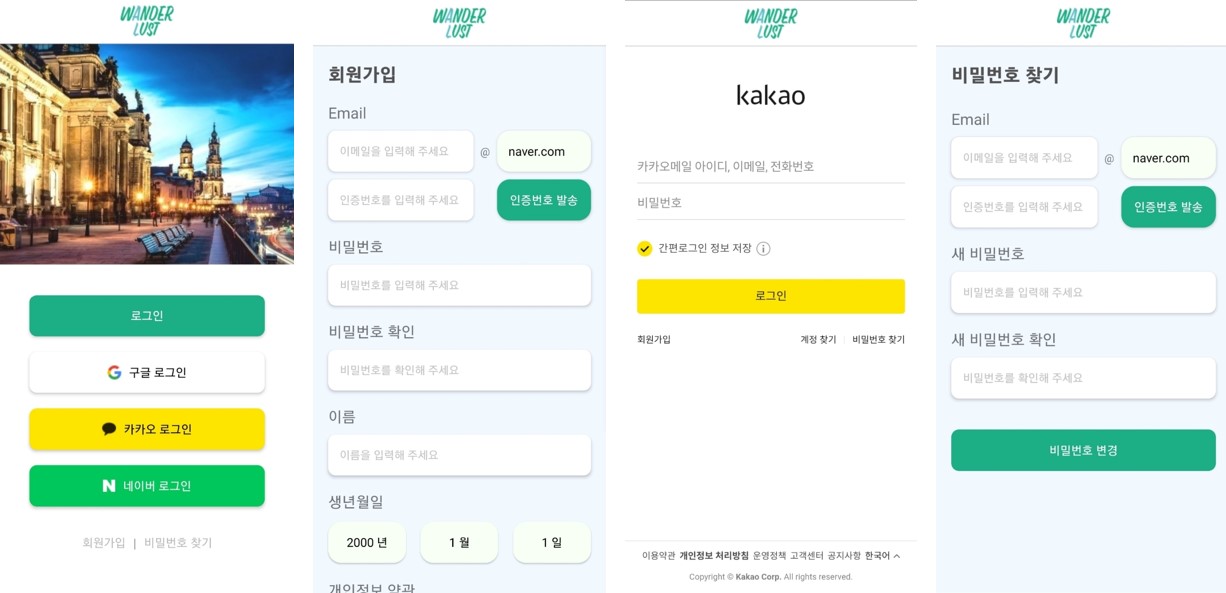 WANDER
LUST
로그인
구글 로그인
카카오 로그인
N 네이버 로그인
회원가입 | 비밀번호 찾기
WANDER
LUST
회원가입
Email
이메일을 입력해 주세요 @ naver.com
인증번호를 입력해 주세요 인증번호 발송
비밀번호
비밀번호를 입력해 주세요
비밀번호 확인
비밀번호를 확인해 주세요
이름
이름을 입력해 주세요
생년월일
2000 년 1 월 1 일
개인정보 약관
WANDER
LUST
kakao
카카오메일 아이디, 이메일, 전화번호
비밀번호
간편로그인 정보 저장
로그인
회원가입 계정 찾기 비밀번호 찾기
이용약관 개인정보 처리방침 운영정책 고객센터 공지사항 한국어
Copyright © Kakao Corp. All rights reserved.
WANDER
LUST
비밀번호 찾기
Email
이메일을 입력해 주세요 @ naver.com
인증번호를 입력해 주세요 인증번호 발송
새 비밀번호
비밀번호를 입력해 주세요
새 비밀번호 확인
비밀번호를 확인해 주세요
비밀번호 변경